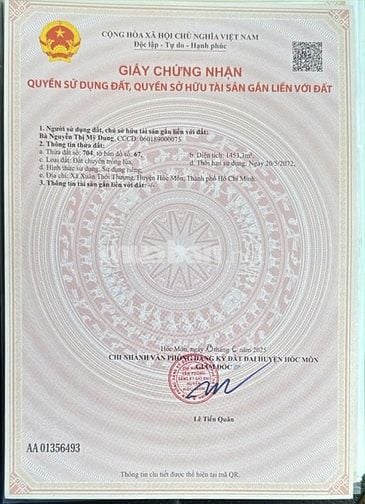 CỘNG HÒA XÃ HỘI CHỦ NGHĨA VIỆT NAM
Độc lập - Tự do - Hạnh phúc
GIẤY CHỨNG NHẬN
QUYỀN SỬ DỤNG ĐẤT, QUYỀN SỞ HỮU TÀI SẢN GẮN LIỀN VỚI ĐẤT
1. Người sử dụng đất, chủ sở hữu tài sản gắn liền với đất:
Bà Nguyễn Thị Mỹ Dung, CCCD: 060189000075
2. Thông tin thửa đất:
a. Thửa đất số: 704, tờ bản đồ số: 67, b. Diện tích: 1453,1m²,
c. Loại đất: Đất chuyên trồng lúa, d. Thời hạn sử dụng: Ngày 20/5/2072,
đ. Hình thức sử dụng: Sử dụng riêng,
e. Địa chỉ: Xã Xuân Thới Thượng, Huyện Hóc Môn, Thành phố Hồ Chí Minh.
3. Thông tin tài sản gắn liền với đất: -/-
Hóc Môn, ngày tháng năm 2025
CHI NHÁNH VĂN PHÒNG ĐĂNG KÝ ĐẤT ĐAI HUYỆN HÓC MÔN
GIÁM ĐỐC
Lê Tiến Quân
AA 01356493
Thông tin chi tiết được thể hiện tại mã QR.